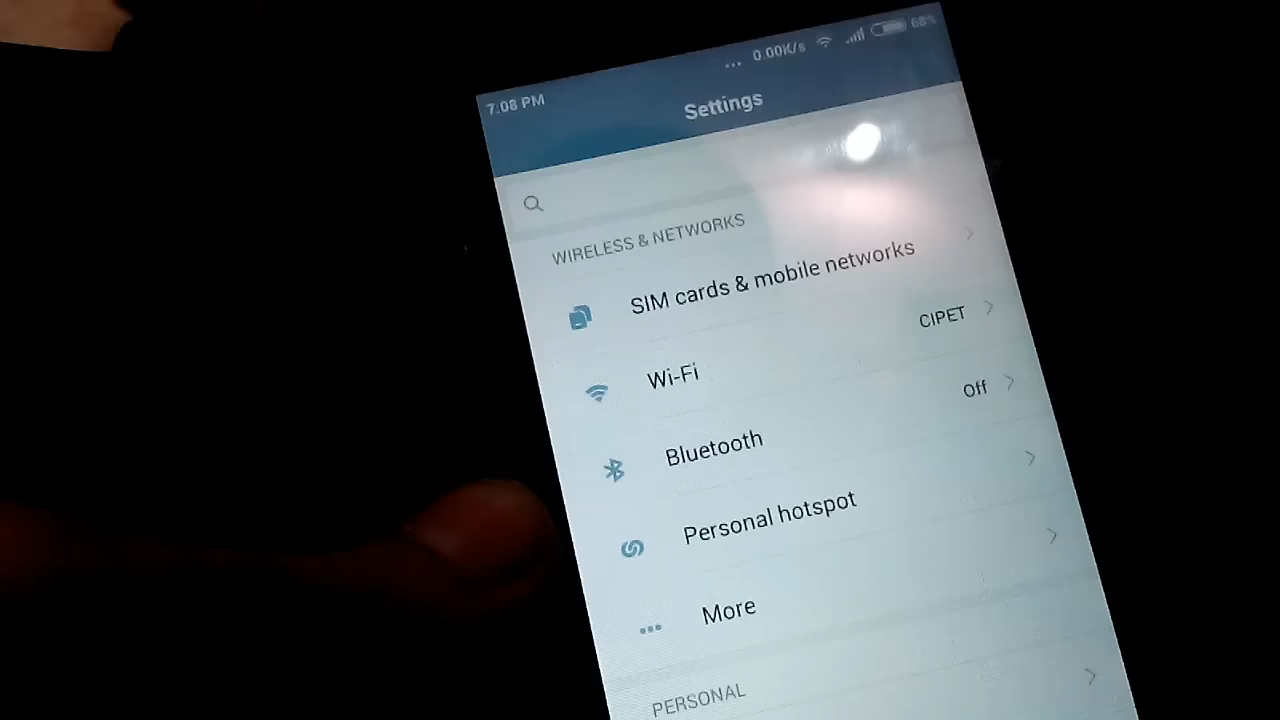 7:08 PM ... 0.00K/s 68%
Settings
WIRELESS & NETWORKS
SIM cards & mobile networks
Wi-Fi CIPET
Bluetooth Off
Personal hotspot
More
PERSONAL